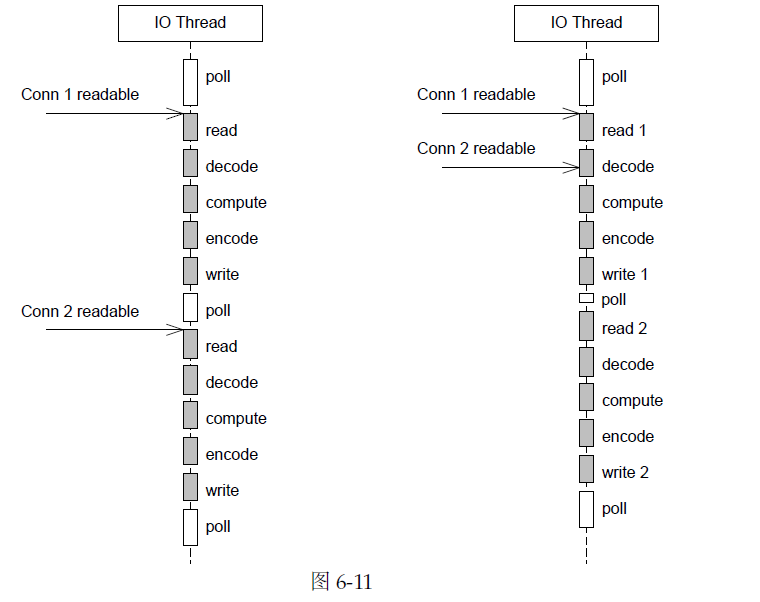 IO Thread
poll
Conn 1 readable
read
decode
compute
encode
write
poll
Conn 2 readable
read
decode
compute
encode
write
poll
IO Thread
poll
Conn 1 readable
read 1
Conn 2 readable
decode
compute
encode
write 1
poll
read 2
decode
compute
encode
write 2
poll
图 6-11